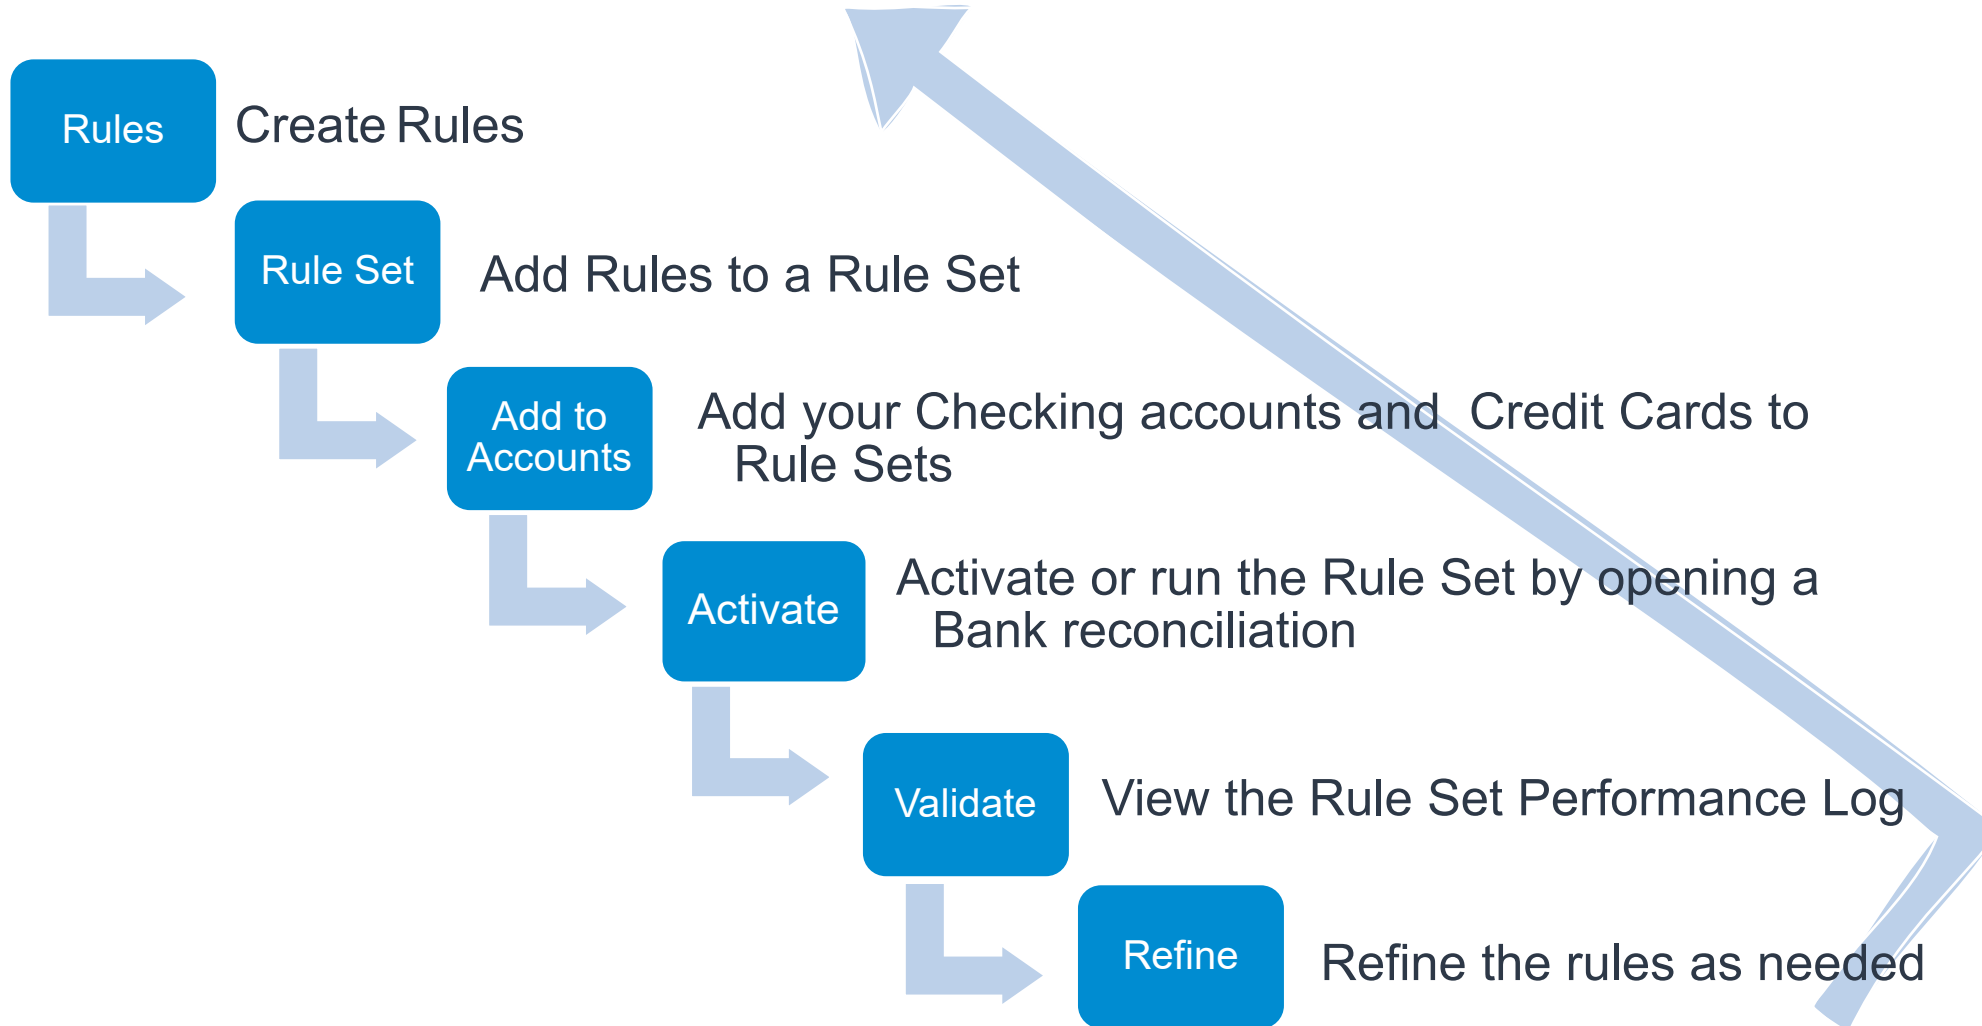 Rules
Create Rules
Rule Set
Add Rules to a Rule Set
Add to
Accounts
Add your Checking accounts and  Credit Cards to
Rule Sets
Activate
Activate or run the Rule Set by opening a
Bank reconciliation
Validate
View the Rule Set Performance Log
Refine
Refine the rules as needed